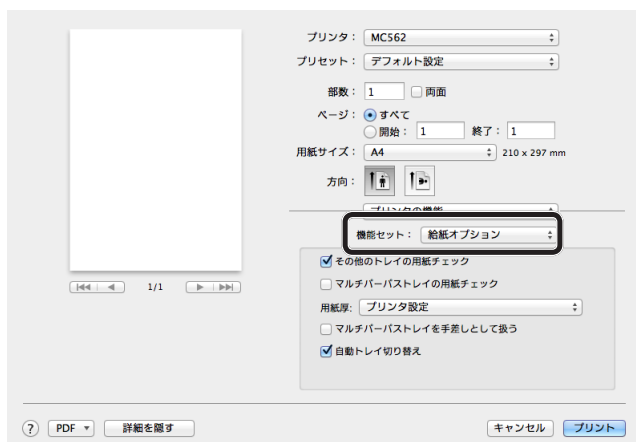 プリンタ： MC562
プリセット： デフォルト設定
部数： 1 両面
ページ： すべて
開始： 1 終了： 1
用紙サイズ： A4 210 x 297 mm
方向：
プリンタの機能
機能セット： 給紙オプション
その他のトレイの用紙チェック
マルチパーパストレイの用紙チェック
用紙厚: プリンタ設定
マルチパーパストレイを手差しとして扱う
自動トレイ切り替え
1/1
? PDF 詳細を隠す キャンセル プリント